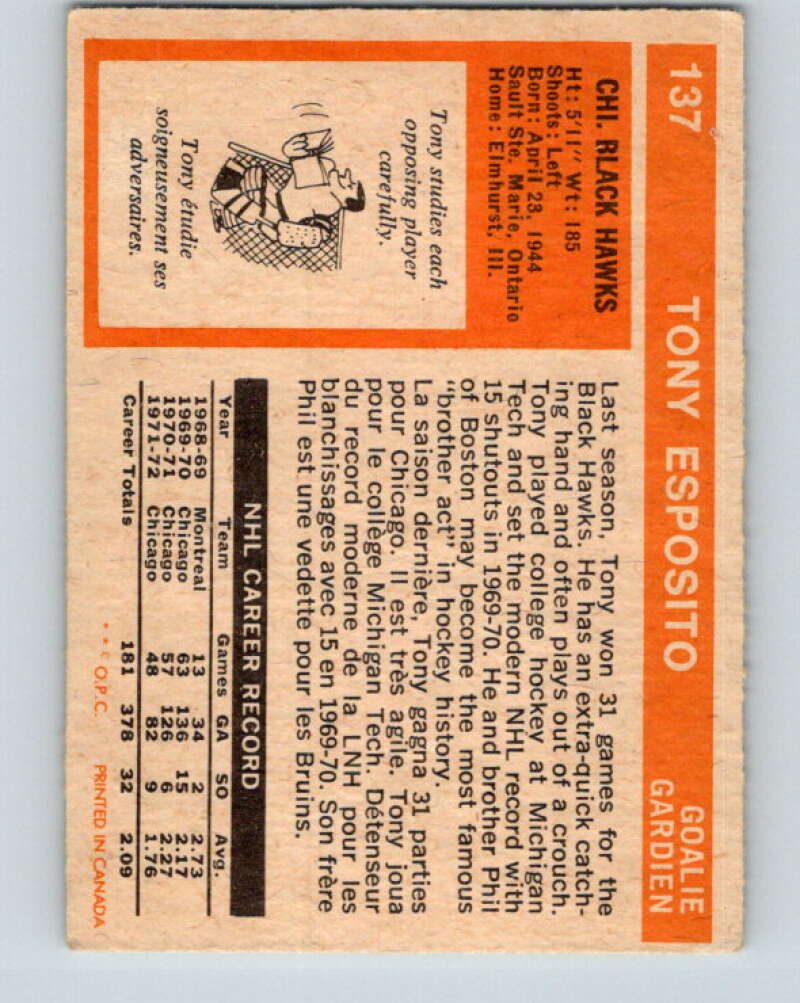 137 TONY ESPOSITO GOALIE
GARDIEN
CHI. BLACK HAWKS
Ht: 5'11" Wt: 185
Shoots: Left
Born: April 23, 1944
Sault Ste. Marie, Ontario
Home: Elmhurst, Ill.
Tony studies each
opposing player
carefully.
Tony étudie
soigneusement ses
adversaires.
Last season, Tony won 31 games for the
Black Hawks. He has an extra-quick catch-
ing hand and often plays out of a crouch.
Tony played college hockey at Michigan
Tech and set the modern NHL record with
15 shutouts in 1969-70. He and brother Phil
of Boston may become the most famous
"brother act" in hockey history.
La saison dernière, Tony gagna 31 parties
pour Chicago. Il est très agile. Tony joua
pour le collège Michigan Tech. Détenseur
du record moderne de la LNH pour les
blanchissages avec 15 en 1969-70. Son frère
Phil est une vedette pour les Bruins.
NHL CAREER RECORD
Year Team Games GA SO Avg.
1968-69 Montreal 13 34 2 2.73
1969-70 Chicago 63 136 15 2.17
1970-71 Chicago 57 126 6 2.27
1971-72 Chicago 48 82 9 1.76
Career Totals 181 378 32 2.09
* * © O.P.C. PRINTED IN CANADA